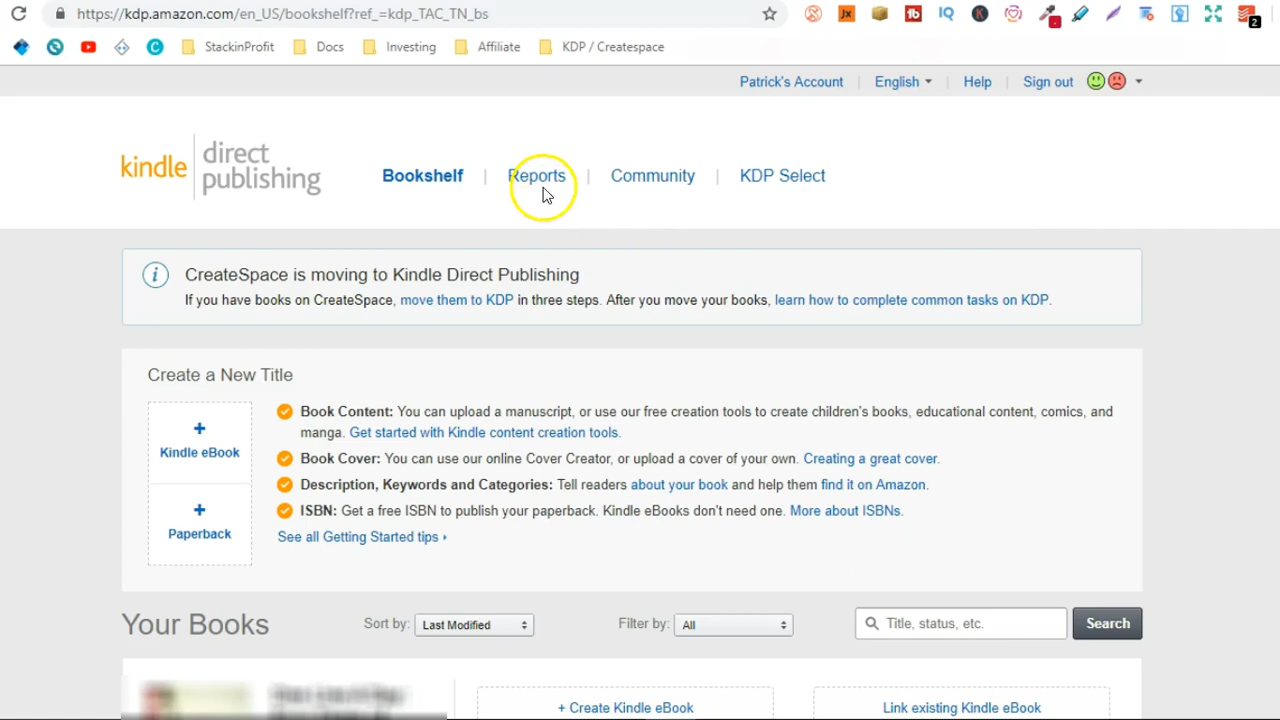 https://kdp.amazon.com/en_US/bookshelf?ref_=kdp_TAC_TN_bs
Jx
tb
IQ
K
2
C
StackinProfit
Docs
Investing
Affiliate
KDP / Createspace
Patrick's Account
English
Help
Sign out
kindle
direct
publishing
Bookshelf
Reports
Community
KDP Select
i
CreateSpace is moving to Kindle Direct Publishing
If you have books on CreateSpace, move them to KDP in three steps. After you move your books, learn how to complete common tasks on KDP.
Create a New Title
+
Kindle eBook
+
Paperback
Book Content: You can upload a manuscript, or use our free creation tools to create children's books, educational content, comics, and
manga. Get started with Kindle content creation tools.
Book Cover: You can use our online Cover Creator, or upload a cover of your own. Creating a great cover.
Description, Keywords and Categories: Tell readers about your book and help them find it on Amazon.
ISBN: Get a free ISBN to publish your paperback. Kindle eBooks don't need one. More about ISBNs.
See all Getting Started tips ›
Your Books
Sort by: Last Modified
Filter by: All
Title, status, etc.
Search
+ Create Kindle eBook
Link existing Kindle eBook